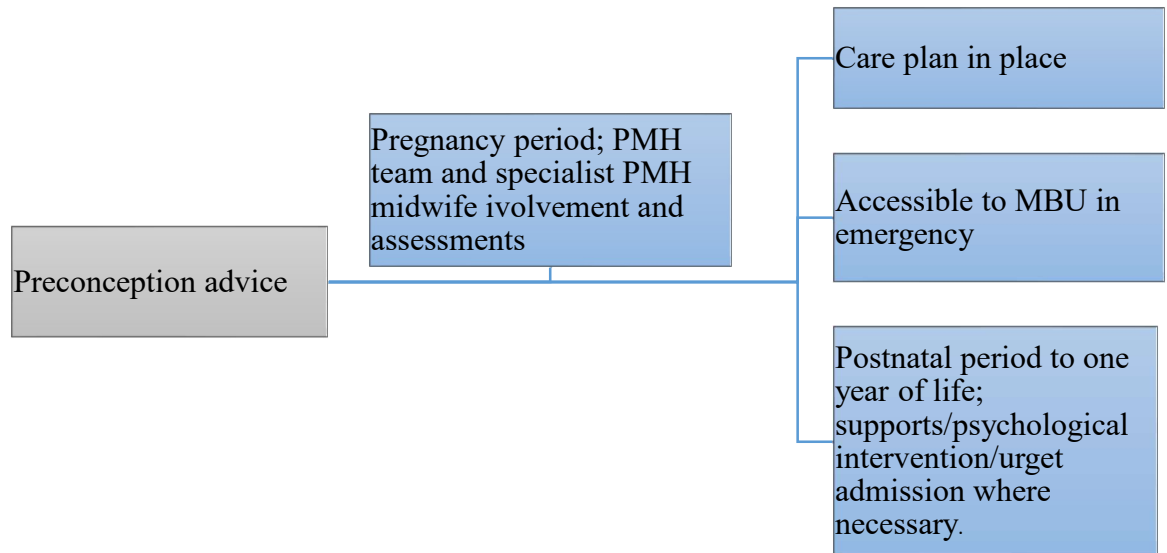 Preconception advice
Pregnancy period; PMH
team and specialist PMH
midwife ivolvement and
assessments
Care plan in place
Accessible to MBU in
emergency
Postnatal period to one
year of life;
supports/psychological
intervention/urget
admission where
necessary.